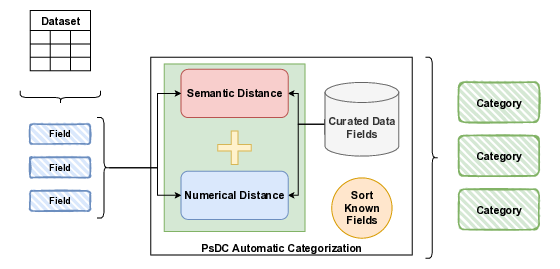 Dataset
Field
Field
Field
Semantic Distance
Numerical Distance
Curated Data
Fields
Sort
Known
Fields
PsDC Automatic Categorization
Category
Category
Category